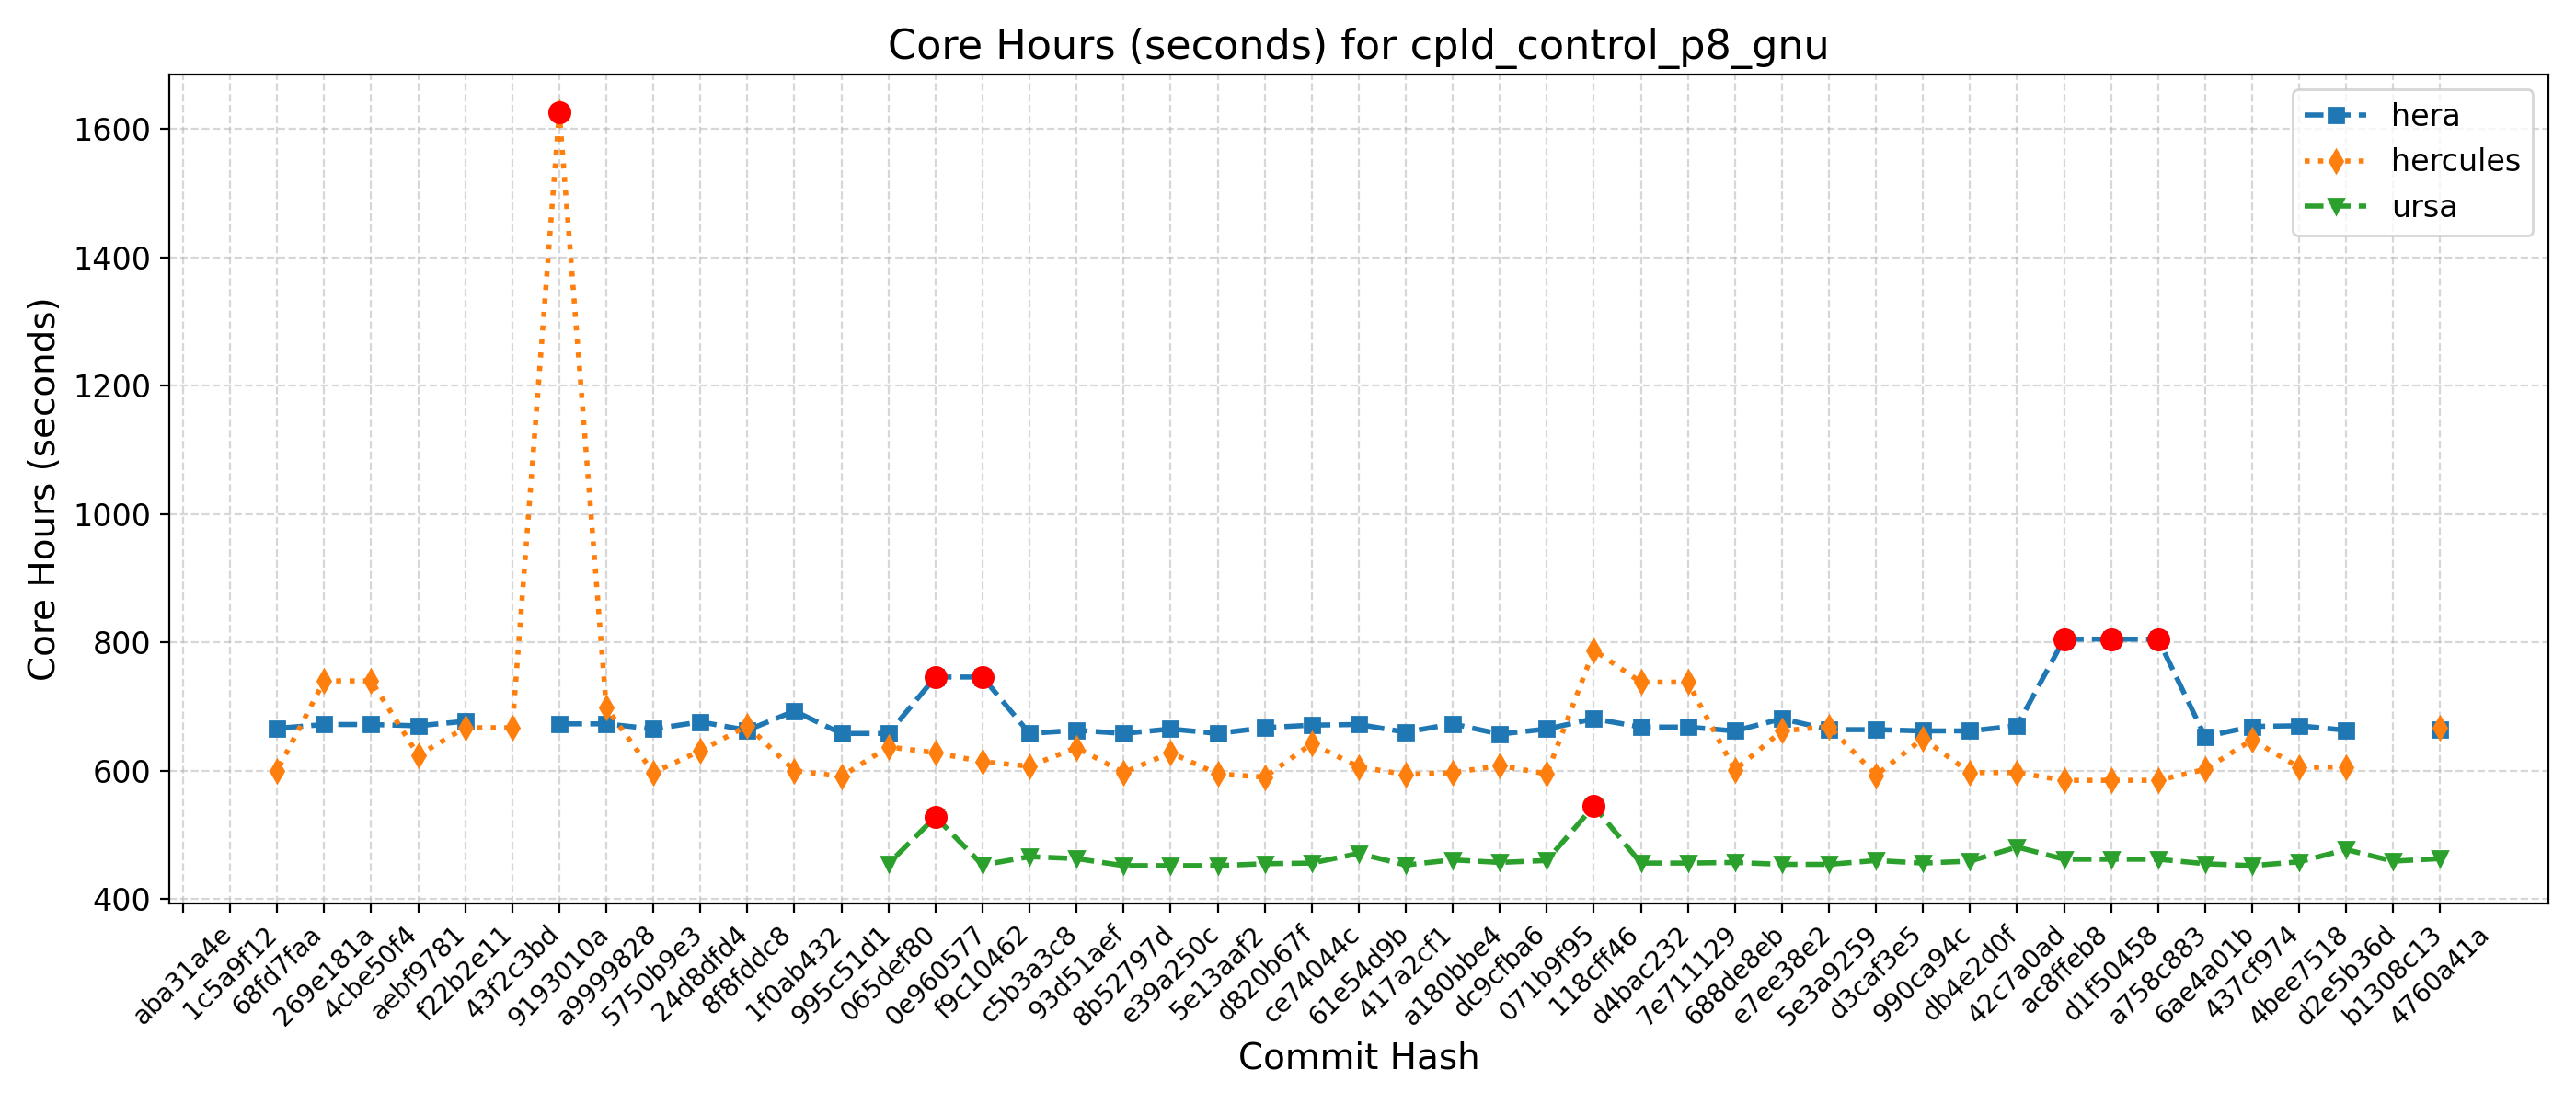 Core Hours (seconds) for cpld_control_p8_gnu
Core Hours (seconds)
1600
1400
1200
1000
800
600
400
hera
hercules
ursa
aba31a4e
1c5a9f12
68fd7faa
269e181a
4cbe50f4
aebf9781
f22b2e11
43f2c3bd
9193010a
a9999828
5750b9e3
24d8dfd4
8f8fddc8
1f0ab432
995c51d1
065def80
0e960577
f9c10462
c5b3a3c8
93d51aef
8b52797d
e39a250c
5e13aaf2
d820b67f
ce74044c
61e54d9b
417a2cf1
a180bbe4
dc9cfba6
071b9f95
118cff46
d4bac232
7e711129
688de8eb
e7ee38e2
5e3a9259
d3caf3e5
990ca94c
db4e2d0f
42c7a0ad
ac8ffeb8
d1f50458
a758c883
6ae4a01b
437cf974
4bee7518
d2e5b36d
b1308c13
4760a41a
Commit Hash